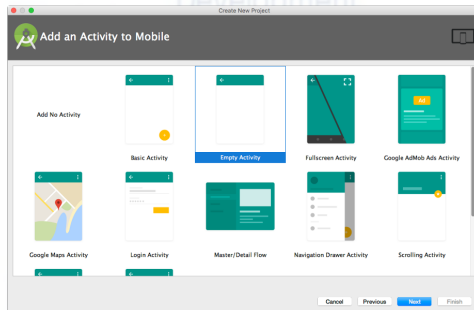 Development
Create New Project
Add an Activity to Mobile
Add No Activity
Basic Activity
Empty Activity
Fullscreen Activity
Ad
Google AdMob Ads Activity
Google Maps Activity
Login Activity
Master/Detail Flow
Navigation Drawer Activity
Scrolling Activity
Cancel
Previous
Next
Finish